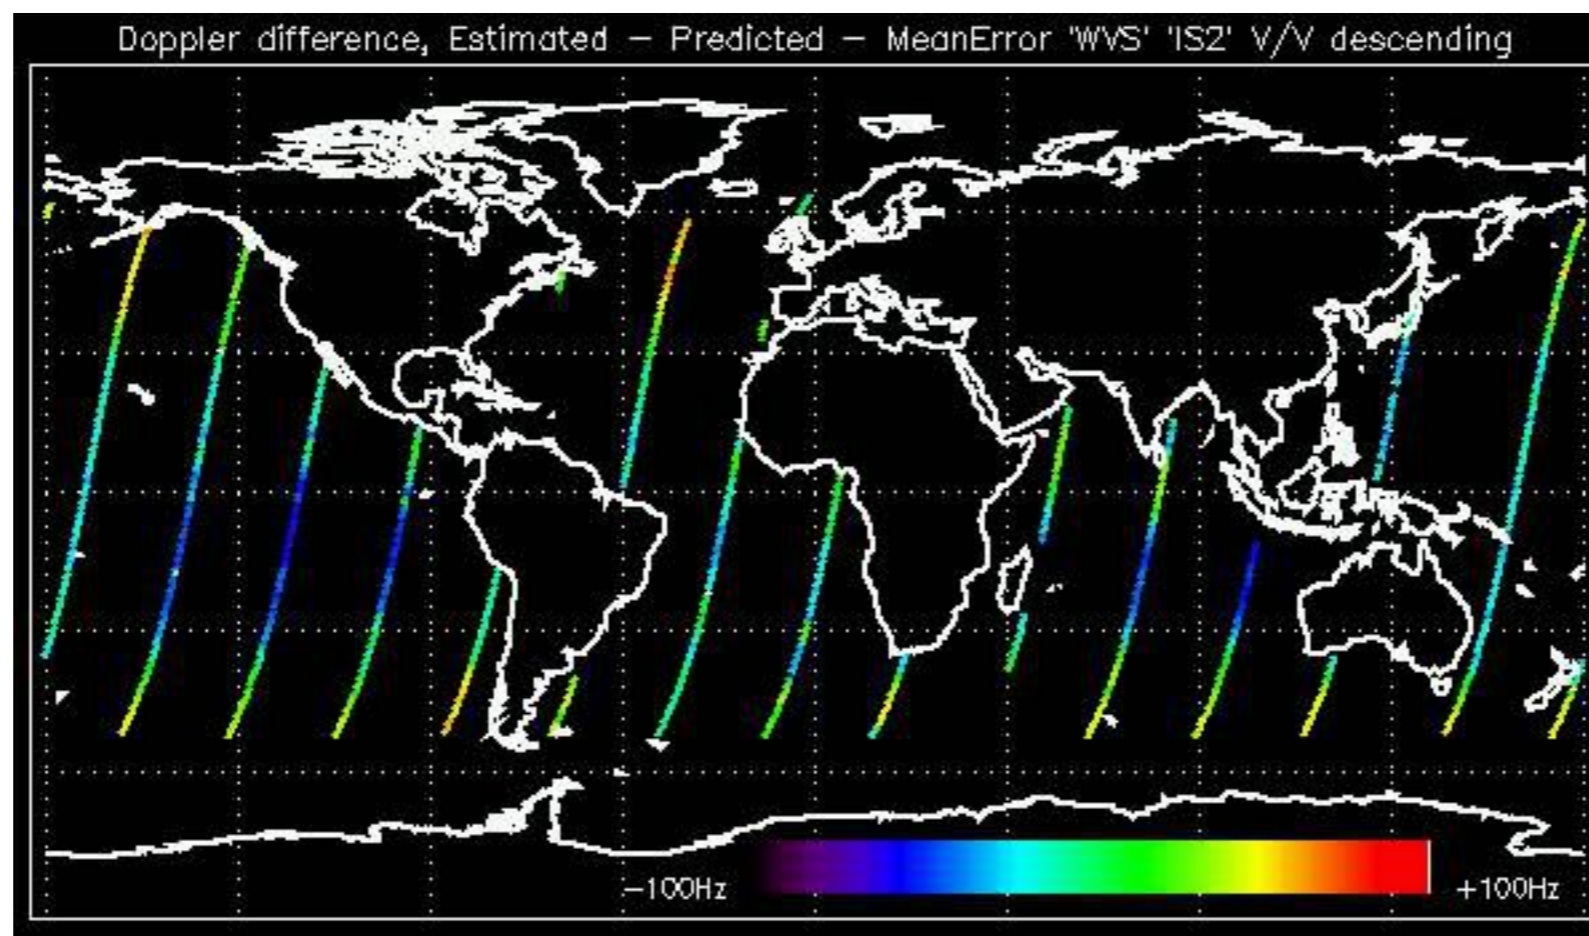 Doppler difference, Estimated – Predicted – MeanError 'WVS' 'IS2' V/V descending
-100Hz +100Hz